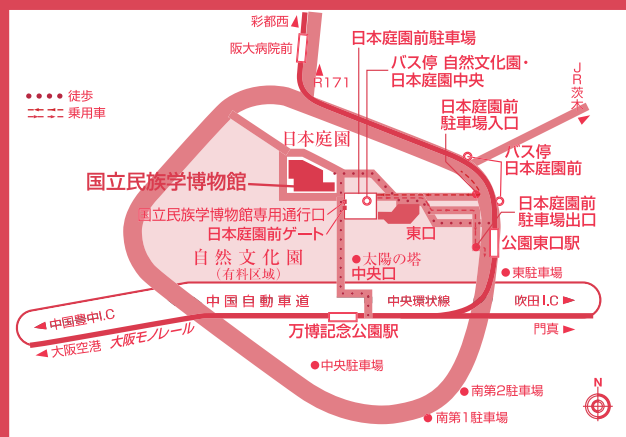 彩都西
阪大病院前
R171
日本庭園前駐車場
バス停 自然文化園・
日本庭園中央
JR茨木
徒歩
乗用車
日本庭園前
駐車場入口
日本庭園
バス停
日本庭園前
国立民族学博物館
日本庭園前
駐車場出口
国立民族学博物館専用通行口
日本庭園前ゲート
東口
公園東口駅
自然文化園
(有料区域)
太陽の塔
中央口
東駐車場
中国自動車道
中央環状線
吹田I.C
中国豊中I.C
大阪空港
大阪モノレール
万博記念公園駅
門真
中央駐車場
南第2駐車場
南第1駐車場
N